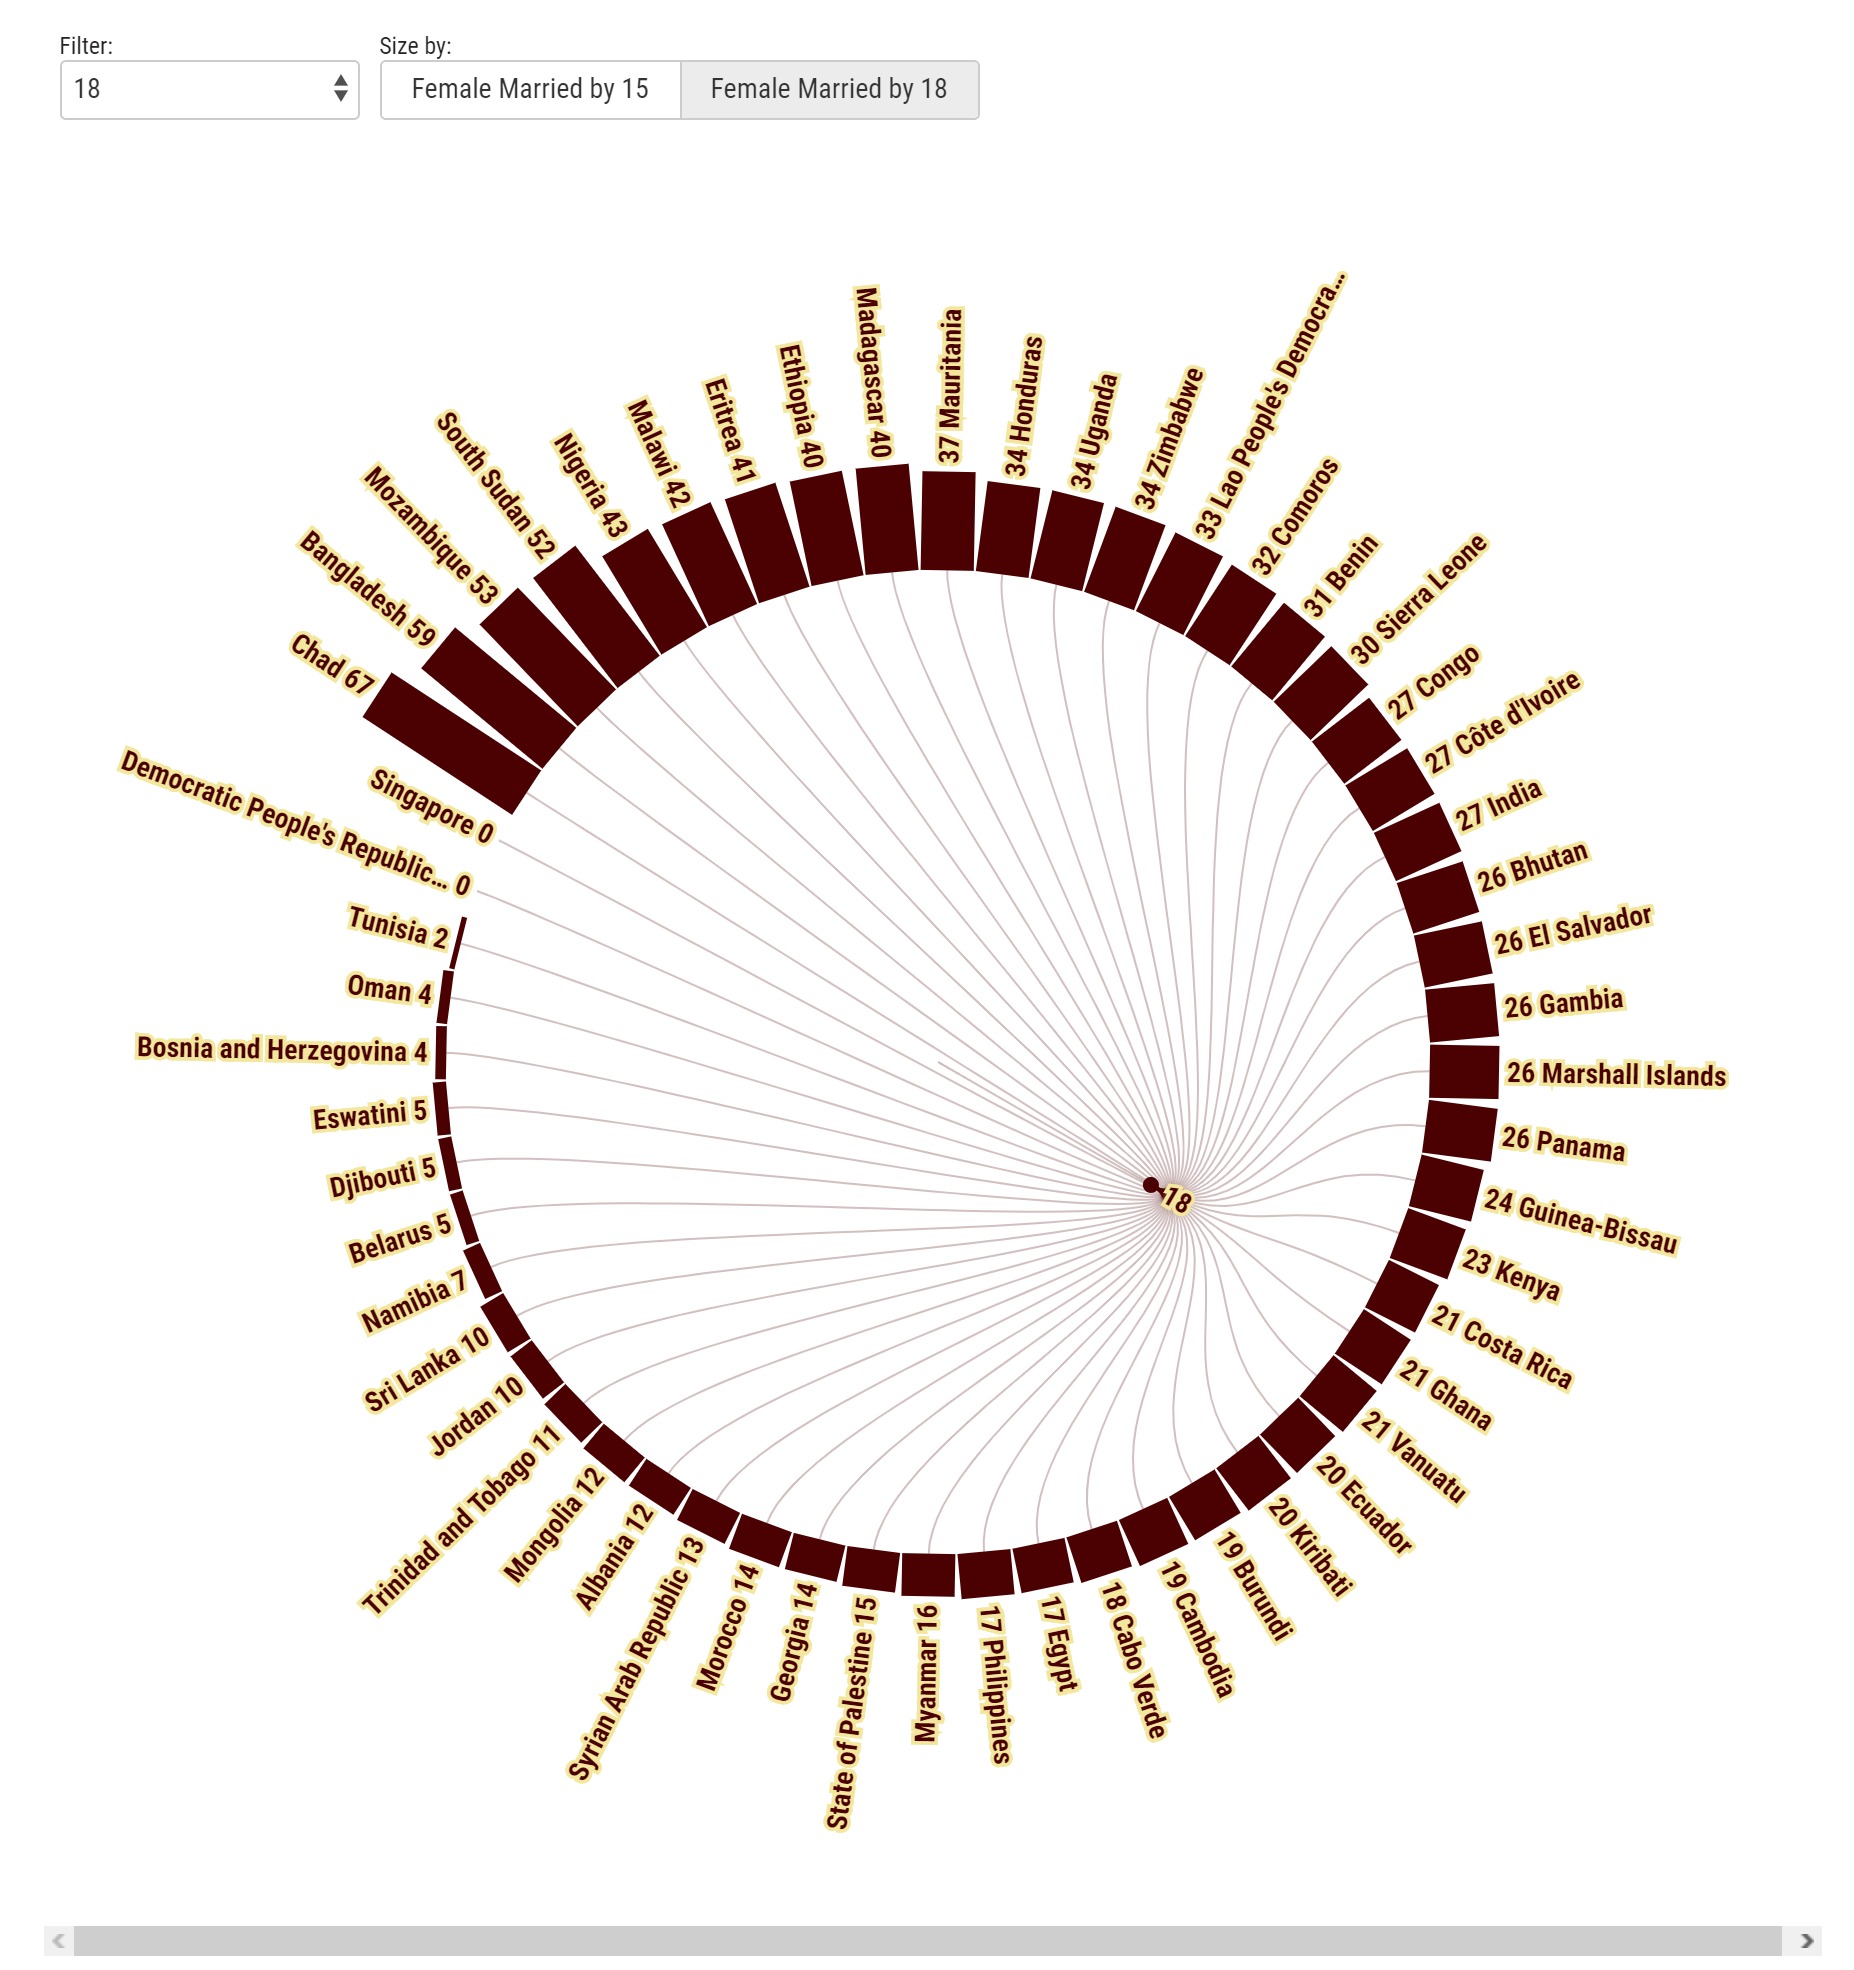 Filter:
Size by:
18
Female Married by 15
Female Married by 18
Chad 67
Bangladesh 59
Mozambique 53
South Sudan 52
Nigeria 43
Malawi 42
Eritrea 41
Ethiopia 40
Madagascar 40
37 Mauritania
34 Honduras
34 Uganda
34 Zimbabwe
33 Lao People's Democra...
32 Comoros
31 Benin
30 Sierra Leone
27 Congo
27 Côte d'Ivoire
27 India
26 Bhutan
26 El Salvador
26 Gambia
26 Marshall Islands
26 Panama
24 Guinea-Bissau
23 Kenya
21 Costa Rica
21 Ghana
21 Vanuatu
20 Ecuador
20 Kiribati
19 Burundi
19 Cambodia
18 Cabo Verde
17 Egypt
17 Philippines
Myanmar 16
State of Palestine 15
Georgia 14
Morocco 14
Syrian Arab Republic 13
Albania 12
Mongolia 12
Trinidad and Tobago 11
Jordan 10
Sri Lanka 10
Namibia 7
Belarus 5
Djibouti 5
Eswatini 5
Bosnia and Herzegovina 4
Oman 4
Tunisia 2
Democratic People's Republic... 0
Singapore 0
18